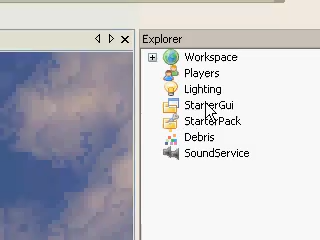 Explorer
Workspace
Players
Lighting
StarterGui
StarterPack
Debris
SoundService